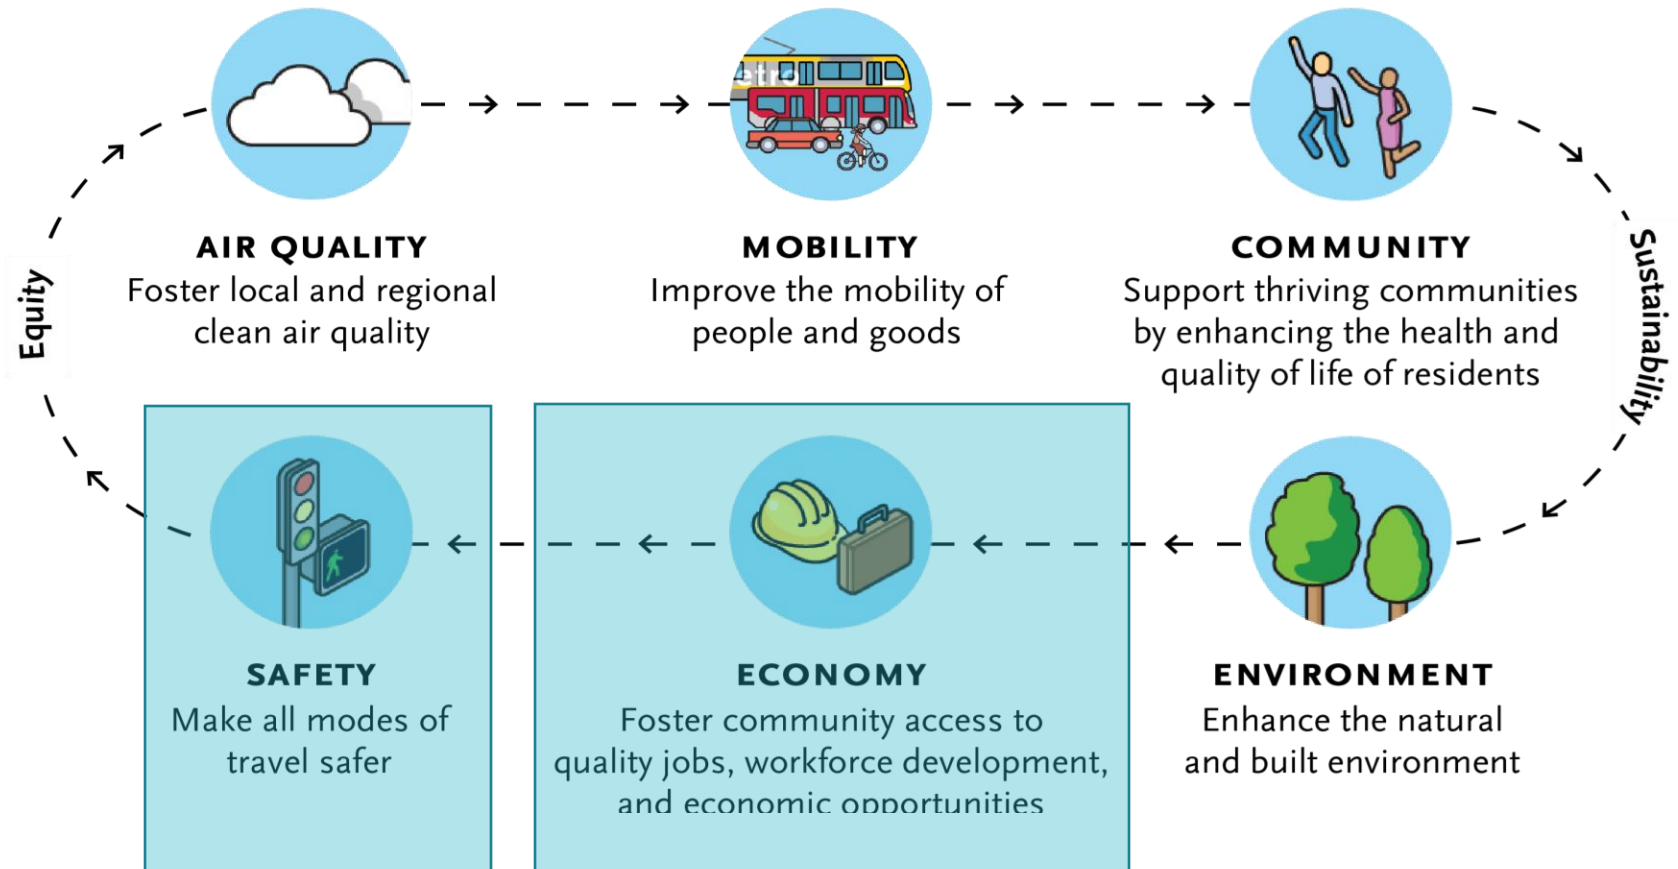 etro
AIR QUALITY
Foster local and regional
clean air quality
MOBILITY
Improve the mobility of
people and goods
COMMUNITY
Support thriving communities
by enhancing the health and
quality of life of residents
Sustainability
Equity
SAFETY
Make all modes of
travel safer
ECONOMY
Foster community access to
quality jobs, workforce development,
and economic opportunities
ENVIRONMENT
Enhance the natural
and built environment